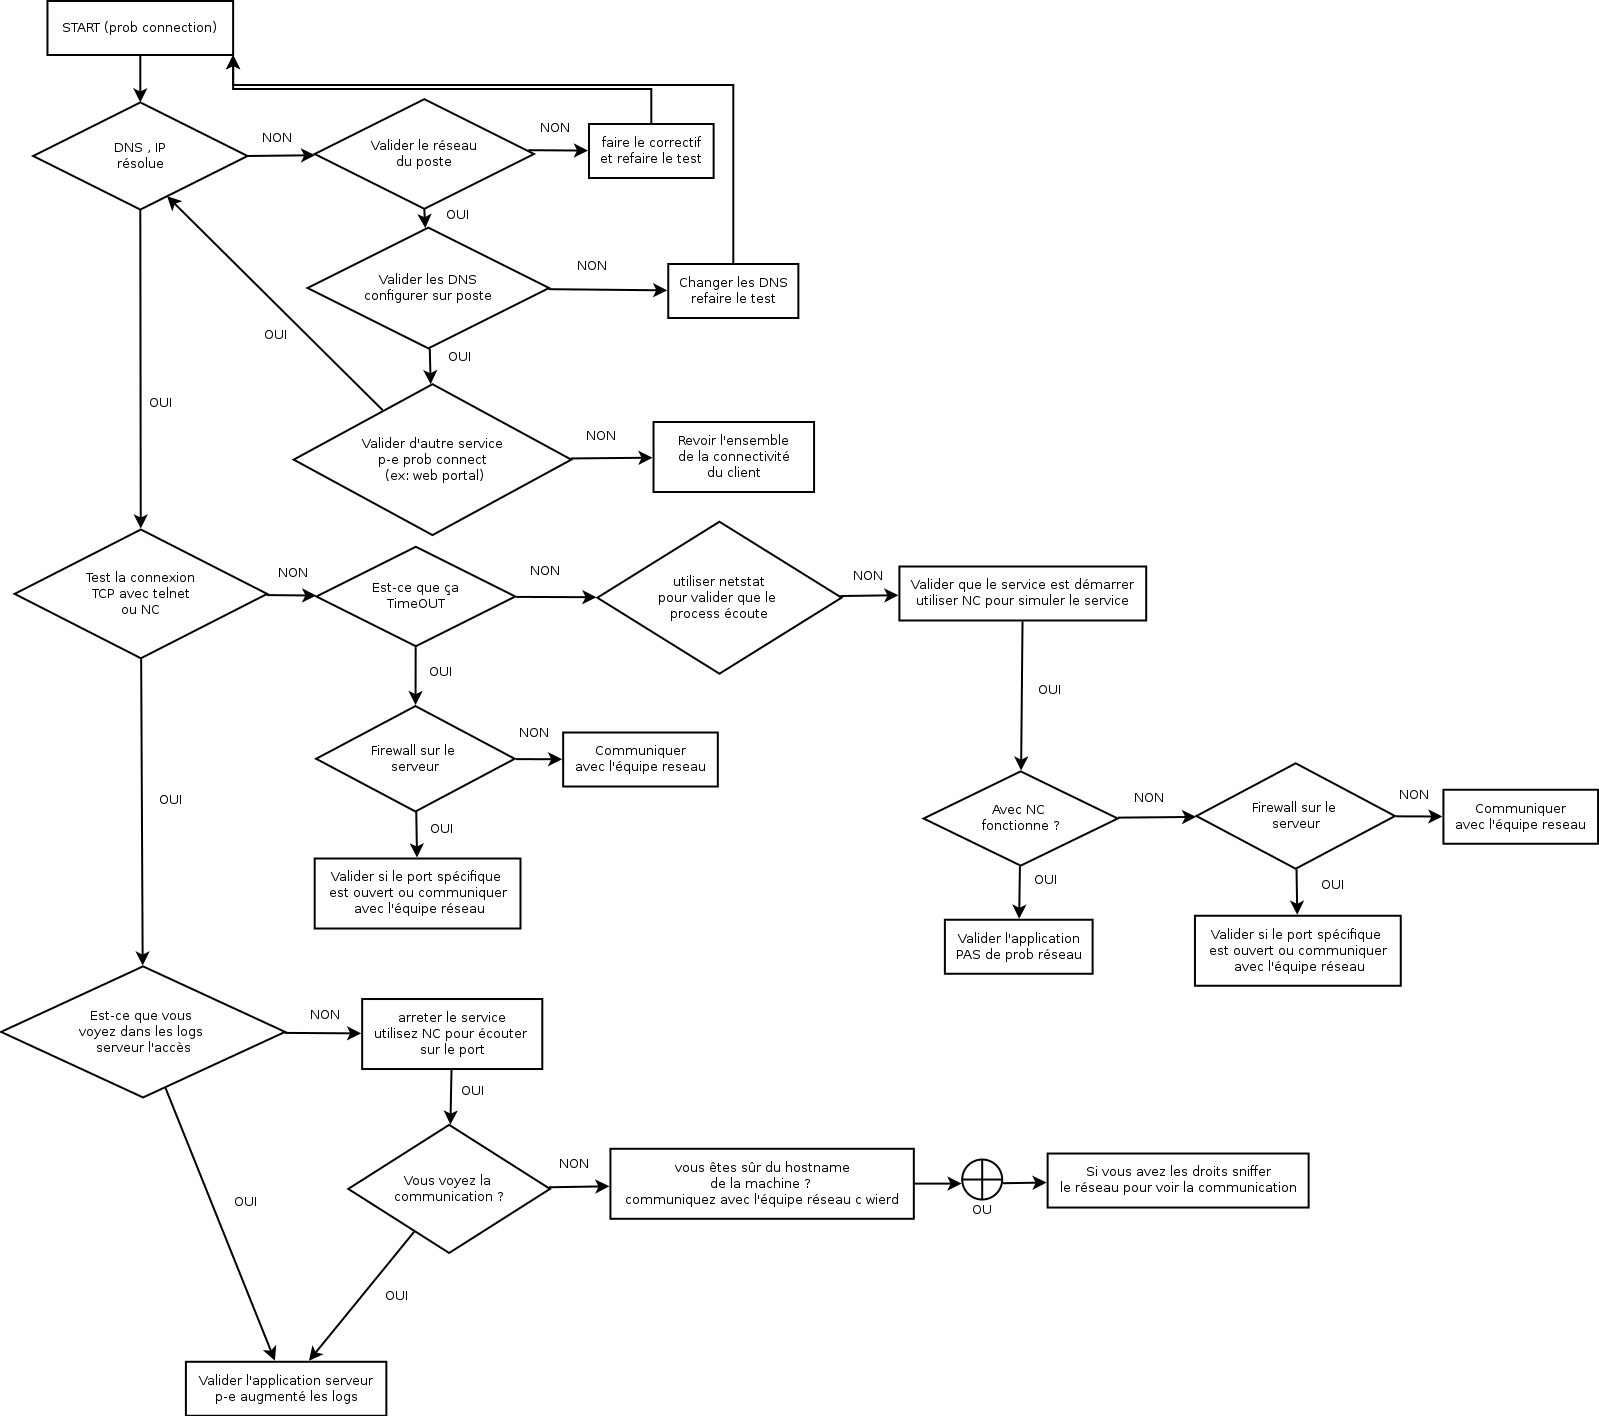 START (prob connection)
DNS , IP
résolue
NON
Valider le réseau
du poste
NON
faire le correctif
et refaire le test
OUI
Valider les DNS
configurer sur poste
NON
Changer les DNS
refaire le test
OUI
OUI
Valider d'autre service
p-e prob connect
(ex: web portal)
NON
Revoir l'ensemble
de la connectivité
du client
OUI
Test la connexion
TCP avec telnet
ou NC
NON
Est-ce que ça
TimeOUT
NON
utiliser netstat
pour valider que le
process écoute
NON
Valider que le service est démarrer
utiliser NC pour simuler le service
OUI
Firewall sur le
serveur
NON
Communiquer
avec l'équipe reseau
OUI
Valider si le port spécifique
est ouvert ou communiquer
avec l'équipe réseau
OUI
Avec NC
fonctionne ?
NON
Firewall sur le
serveur
NON
Communiquer
avec l'équipe reseau
OUI
Valider l'application
PAS de prob réseau
OUI
Valider si le port spécifique
est ouvert ou communiquer
avec l'équipe réseau
OUI
Est-ce que vous
voyez dans les logs
serveur l'accès
NON
arreter le service
utilisez NC pour écouter
sur le port
OUI
Vous voyez la
communication ?
NON
vous êtes sûr du hostname
de la machine ?
communiquez avec l'équipe réseau c wierd
OU
Si vous avez les droits sniffer
le réseau pour voir la communication
OUI
OUI
Valider l'application serveur
p-e augmenté les logs